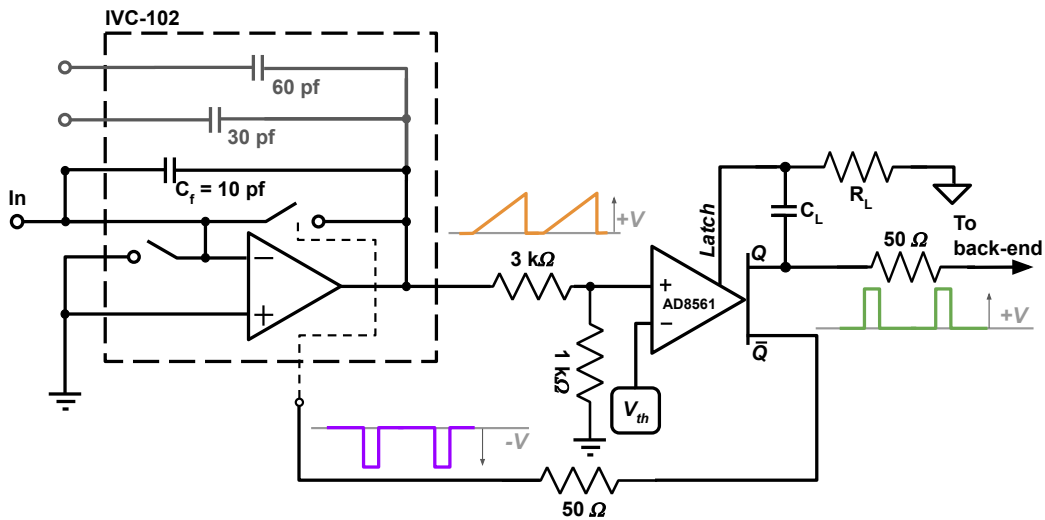 IVC-102
60 pf
30 pf
C_f = 10 pf
In
+V
3 kΩ
1 kΩ
Latch
C_L
R_L
To
back-end
50 Ω
Q
+
AD8561
−
Q̅
+V
V_th
−
+
-V
50 Ω